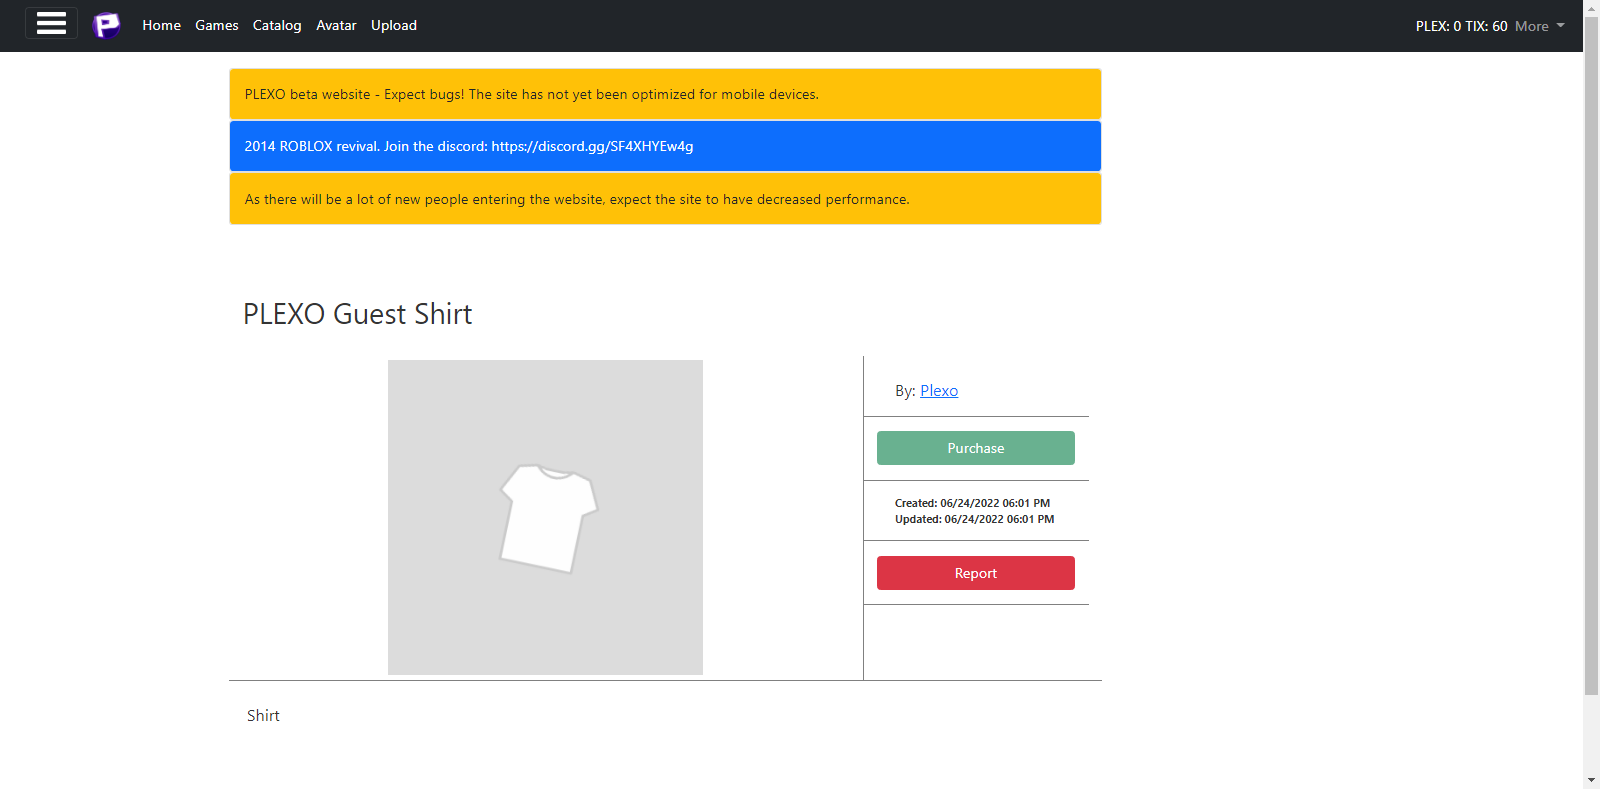 Home Games Catalog Avatar Upload PLEX: 0 TIX: 60 More
PLEXO beta website - Expect bugs! The site has not yet been optimized for mobile devices.
2014 ROBLOX revival. Join the discord: https://discord.gg/SF4XHYEw4g
As there will be a lot of new people entering the website, expect the site to have decreased performance.
PLEXO Guest Shirt
By: Plexo
Purchase
Created: 06/24/2022 06:01 PM
Updated: 06/24/2022 06:01 PM
Report
Shirt